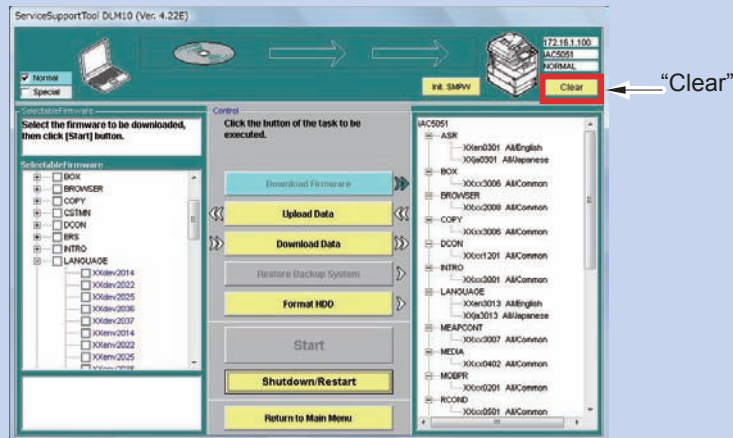 ServiceSupportTool DLM10 (Ver. 4.22E)
172.16.1.100
iAC5051
NORMAL
Normal
Special
Init. SMPW
Clear
“Clear”
SelectableFirmware
Select the firmware to be downloaded,
then click [Start] button.
SelectableFirmware
BOX
BROWSER
COPY
CSTMN
DCON
ERS
INTRO
LANGUAGE
XXdev2014
XXdev2022
XXdev2025
XXdev2036
XXdev2037
XXenv2014
XXenv2022
XXenv2025
Control
Click the button of the task to be
executed.
Download Firmware
Upload Data
Download Data
Restore Backup System
Format HDD
Start
Shutdown/Restart
Return to Main Menu
iAC5051
ASR
XXen0301 All/English
XXja0301 All/Japanese
BOX
XXxx3006 All/Common
BROWSER
XXxx2000 All/Common
COPY
XXxx3006 All/Common
DCON
XXxx1201 All/Common
INTRO
XXxx3001 All/Common
LANGUAGE
XXen3013 All/English
XXja3013 All/Japanese
MEAPCONT
XXxx3007 All/Common
MEDIA
XXxx0402 All/Common
MOBPR
XXxx0201 All/Common
RCOND
XXxx0501 All/Common